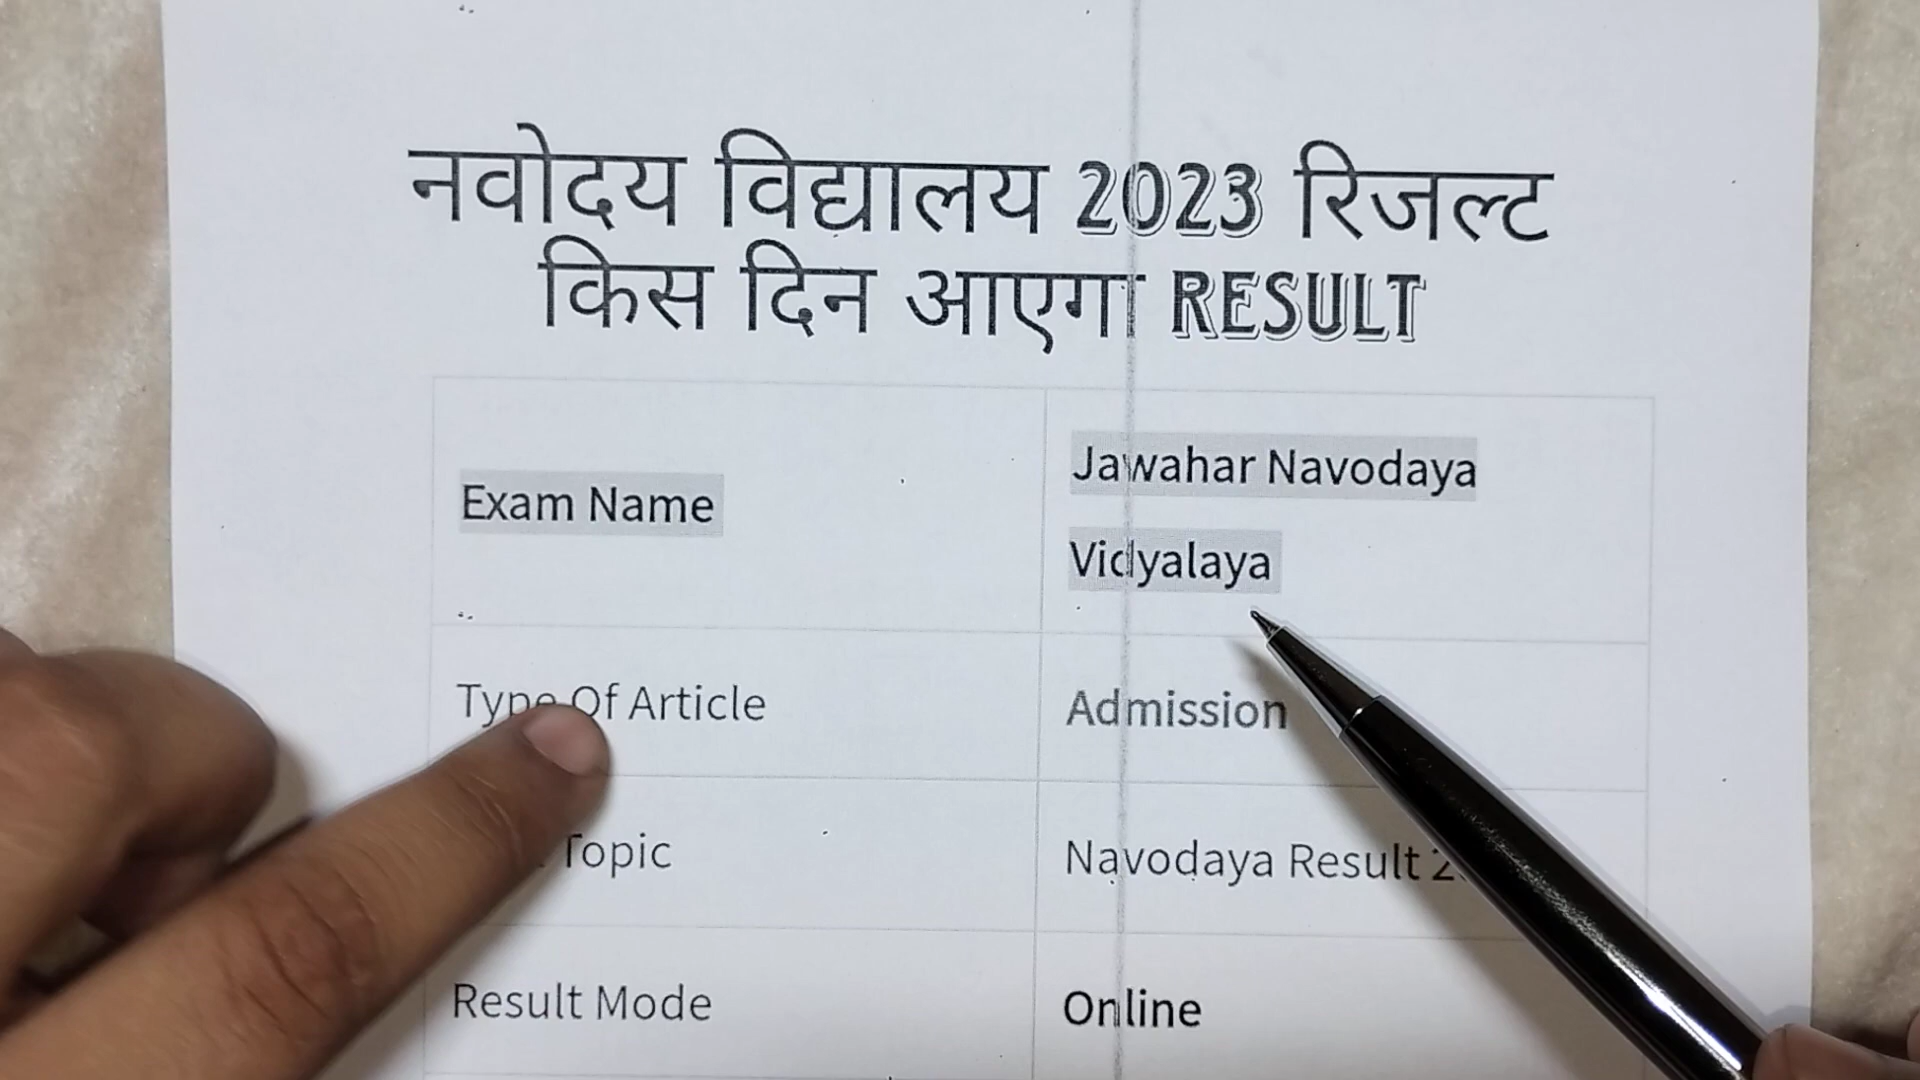 नवोदय विद्यालय 2023 रिजल्ट
किस दिन आएगा RESULT
Exam Name
Jawahar Navodaya
Vidyalaya
Type Of Article Admission
Topic Navodaya Result
Result Mode Online